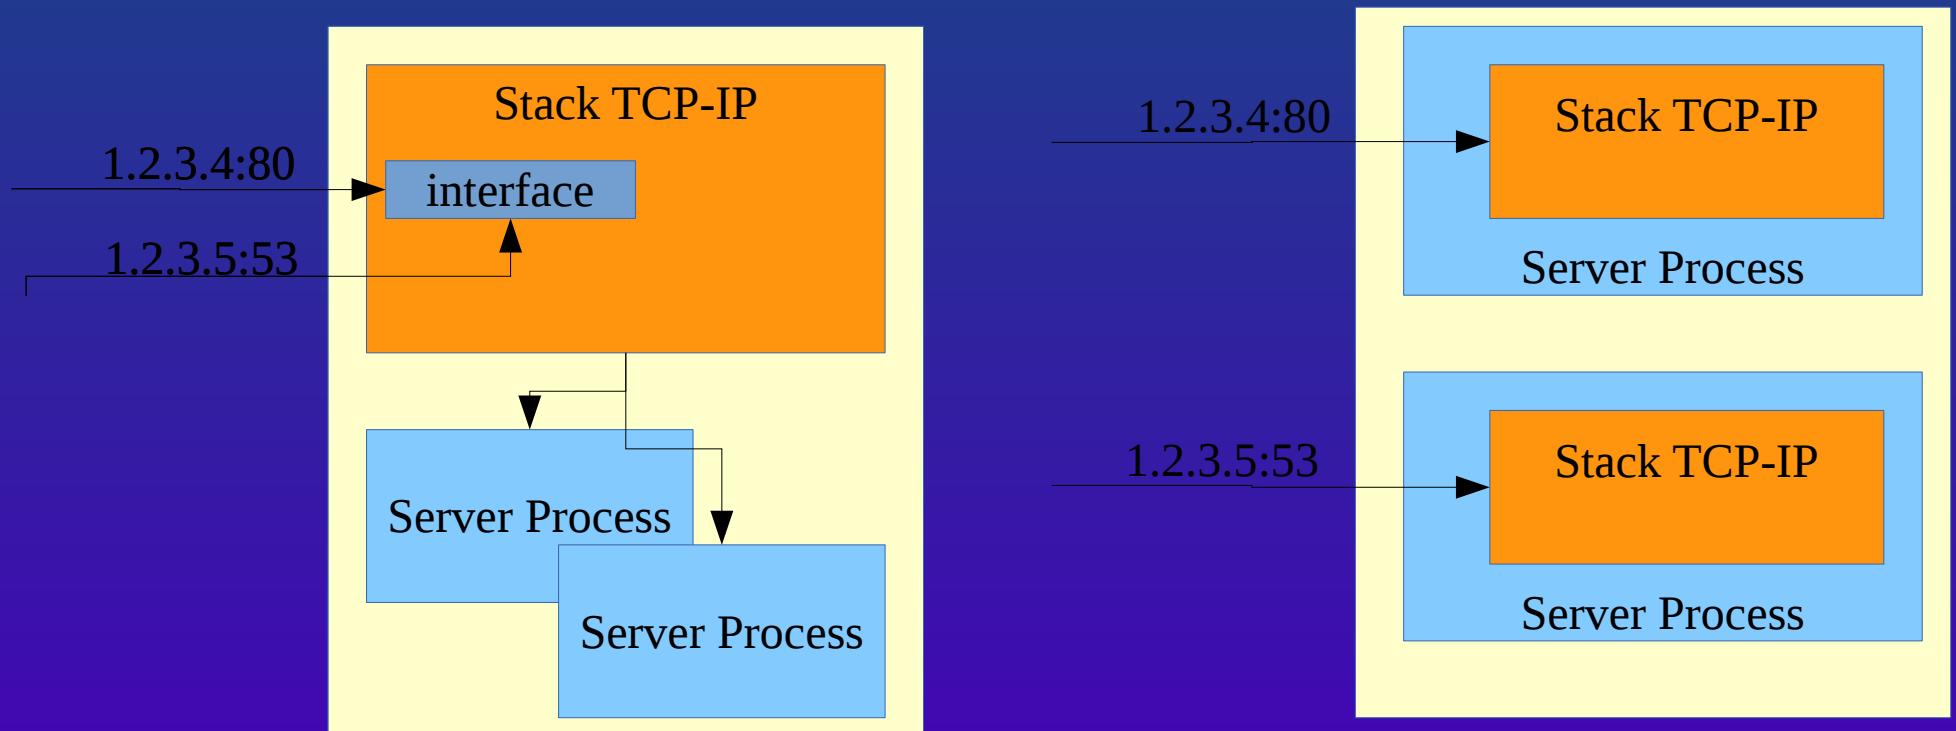 Stack TCP-IP
1.2.3.4:80
interface
1.2.3.5:53
Server Process
Server Process
1.2.3.4:80
Stack TCP-IP
Server Process
1.2.3.5:53
Stack TCP-IP
Server Process